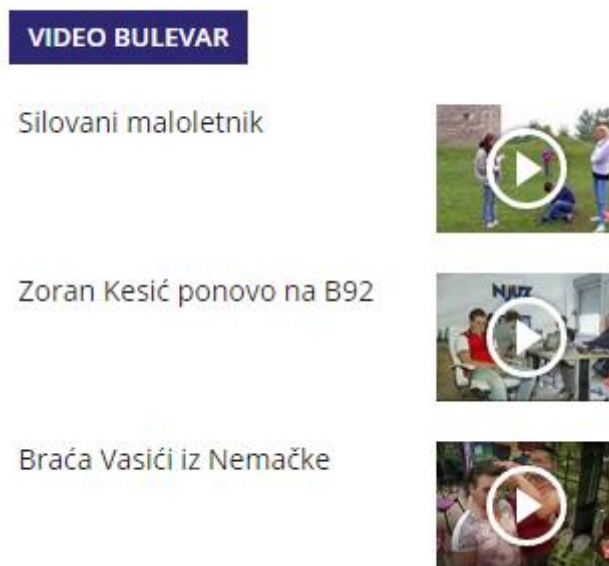 VIDEO BULEVAR
Silovani maloletnik
Zoran Kesić ponovo na B92
NJUZ
Braća Vasići iz Nemačke